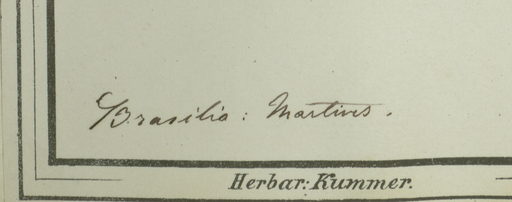 Brasilia: Martius.
Herbar: Kummer.